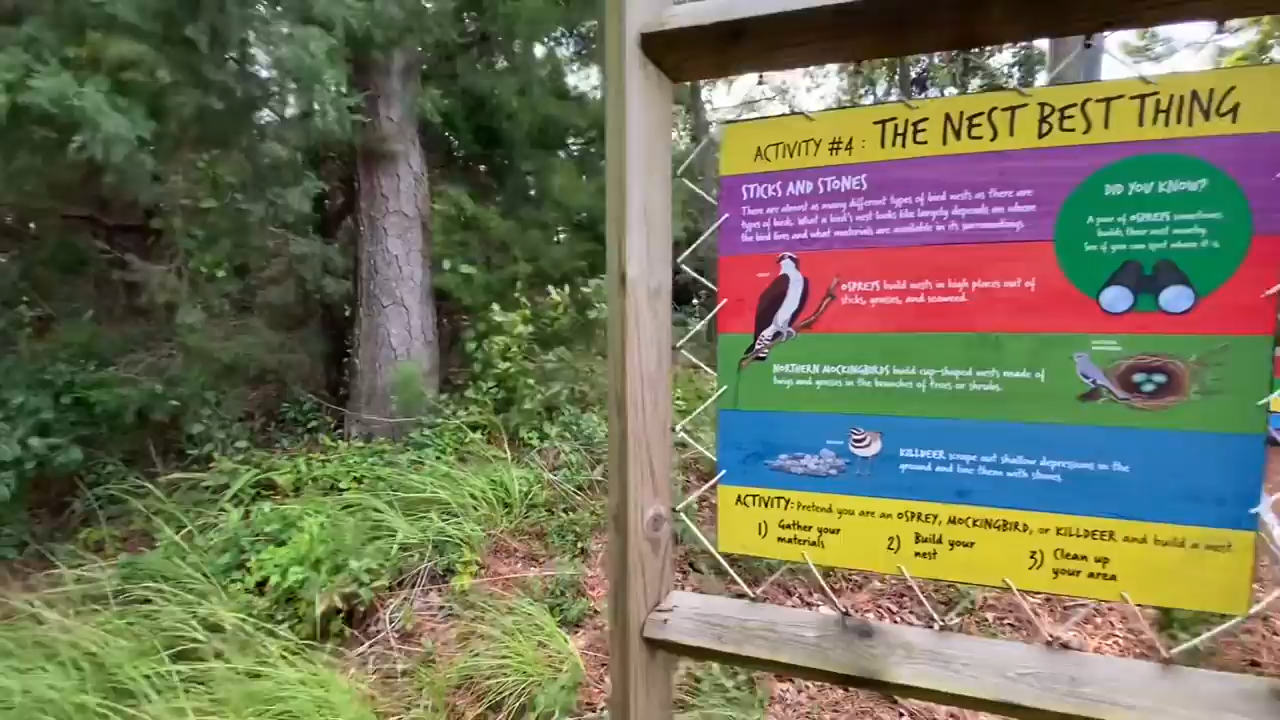 ACTIVITY #4: THE NEST BEST THING
STICKS AND STONES
There are almost as many different types of bird nests as there are
types of birds. What a bird's nest looks like largely depends on where
the bird lives and what materials are available in its surroundings.
DID YOU KNOW?
A pair of OSPREYS sometimes
builds their nest nearby.
See if you can spot where it is.
OSPREYS build nests in high places out of
sticks, grasses, and seaweed.
NORTHERN MOCKINGBIRDS build cup-shaped nests made of
twigs and grasses in the branches of trees or shrubs.
KILLDEER scrape out shallow depressions in the
ground and line them with stones.
ACTIVITY: Pretend you are an OSPREY, MOCKINGBIRD, or KILLDEER and build a nest.
1) Gather your
materials
2) Build your
nest
3) Clean up
your area